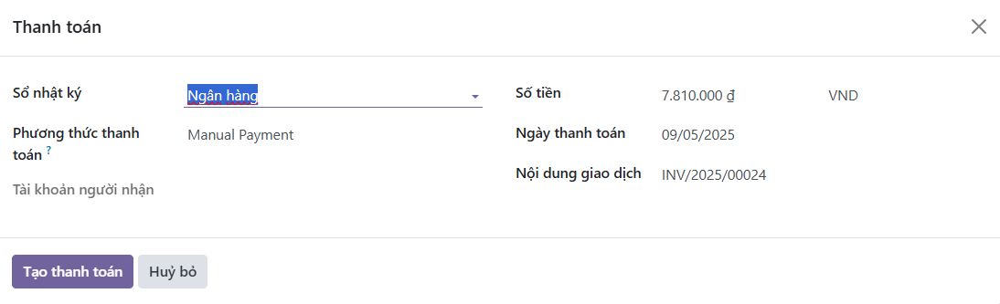 Thanh toán
Sổ nhật ký
Ngân hàng
Số tiền
7.810.000 ₫
VND
Phương thức thanh
toán ?
Manual Payment
Ngày thanh toán
09/05/2025
Tài khoản người nhận
Nội dung giao dịch
INV/2025/00024
Tạo thanh toán
Huỷ bỏ